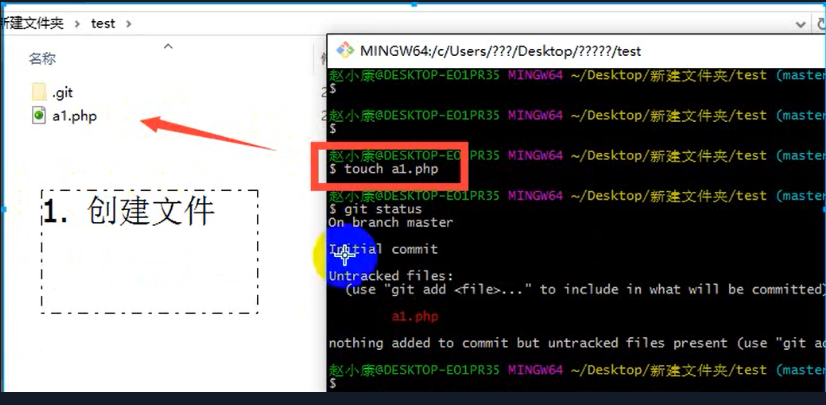 新建文件夹 › test ›
名称
.git
a1.php
1. 创建文件
MINGW64:/c/Users/???/Desktop/?????/test
赵小康@DESKTOP-EO1PR35 MINGW64 ~/Desktop/新建文件夹/test (master
$
赵小康@DESKTOP-EO1PR35 MINGW64 ~/Desktop/新建文件夹/test (master
$
赵小康@DESKTOP-EO1PR35 MINGW64 ~/Desktop/新建文件夹/test (master
$ touch a1.php
赵小康@DESKTOP-EO1PR35 MINGW64 ~/Desktop/新建文件夹/test (master
$ git status
On branch master
Initial commit
Untracked files:
(use "git add <file>..." to include in what will be committed)
a1.php
nothing added to commit but untracked files present (use "git ad
赵小康@DESKTOP-EO1PR35 MINGW64 ~/Desktop/新建文件夹/test (master
$